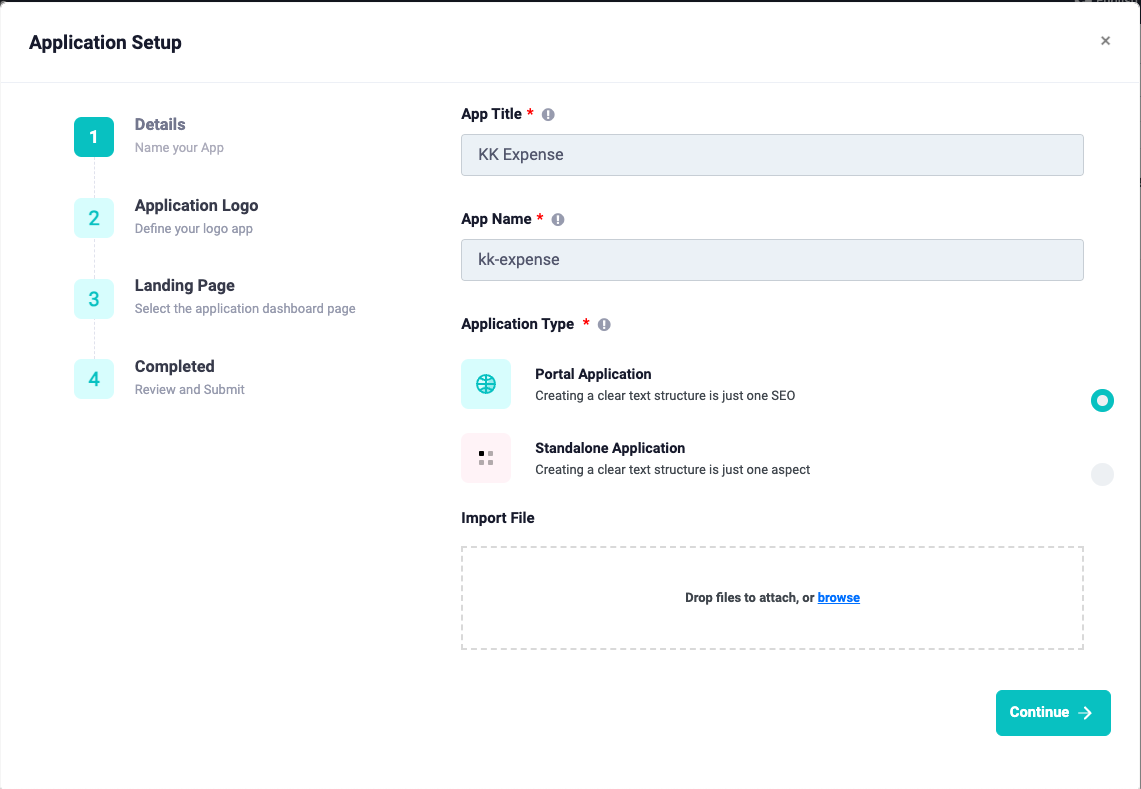 Application Setup
×
1
Details
Name your App
2
Application Logo
Define your logo app
3
Landing Page
Select the application dashboard page
4
Completed
Review and Submit
App Title *
KK Expense
App Name *
kk-expense
Application Type *
Portal Application
Creating a clear text structure is just one SEO
Standalone Application
Creating a clear text structure is just one aspect
Import File
Drop files to attach, or browse
Continue →